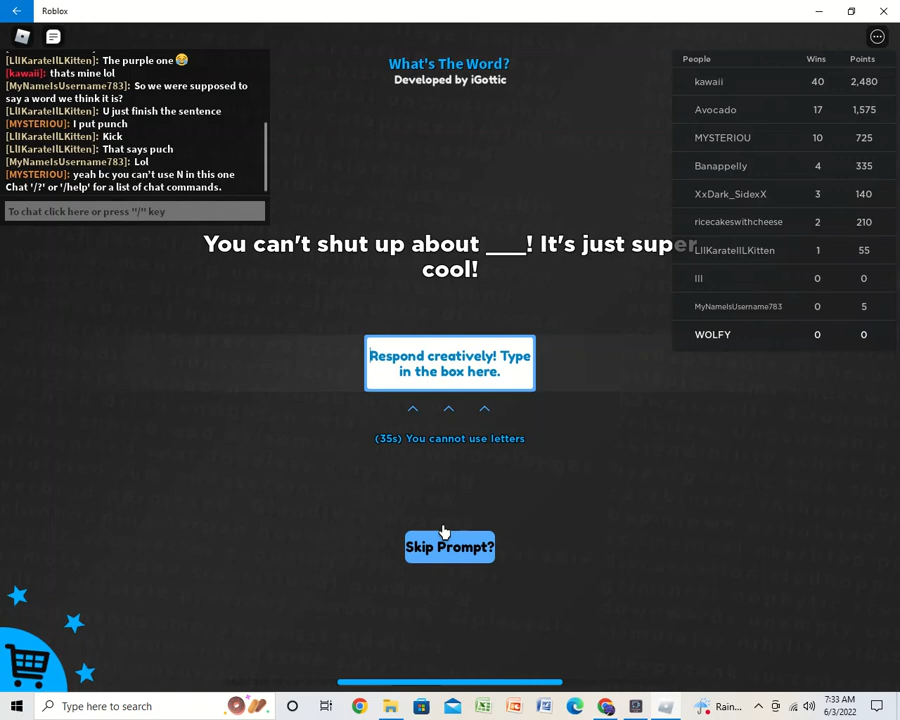 Roblox
[LlIKarateIlLKitten]: The purple one 😂
[kawaii]: thats mine lol
[MyNameIsUsername783]: So we were supposed to
say a word we think it is?
[LlIKarateIlLKitten]: U just finish the sentence
[MYSTERIOU]: I put punch
[LlIKarateIlLKitten]: Kick
[LlIKarateIlLKitten]: That says puch
[MyNameIsUsername783]: Lol
[MYSTERIOU]: yeah bc you can't use N in this one
Chat '/?' or '/help' for a list of chat commands.
To chat click here or press "/" key
What's The Word?
Developed by iGottic
People Wins Points
kawaii 40 2,480
Avocado 17 1,575
MYSTERIOU 10 725
Banappelly 4 335
XxDark_SidexX 3 140
ricecakeswithcheese 2 210
LlIKarateIlLKitten 1 55
lll 0 0
MyNameIsUsername783 0 5
WOLFY 0 0
You can't shut up about ___! It's just super
cool!
Respond creatively! Type
in the box here.
(35s) You cannot use letters
Skip Prompt?
Type here to search
Rain...
7:33 AM
6/3/2022